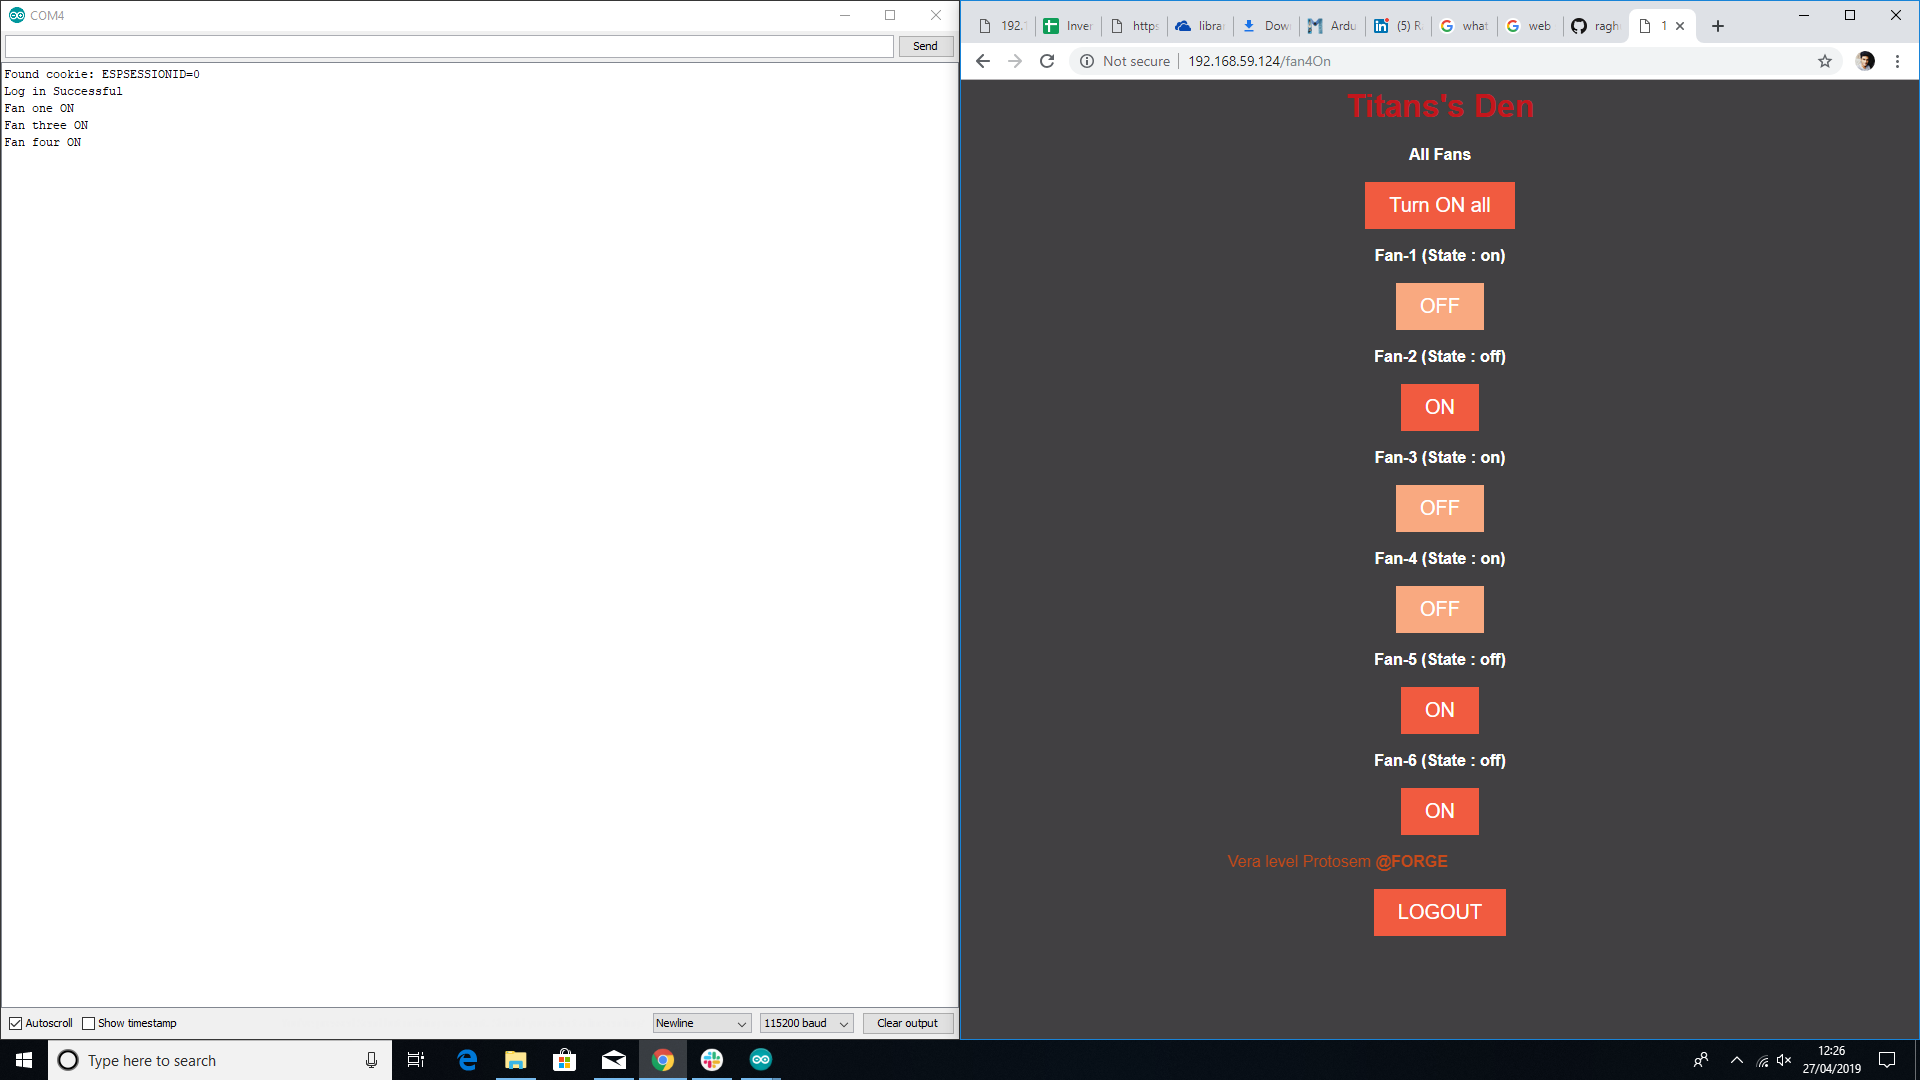 COM4
Send
Found cookie: ESPSESSIONID=0
Log in Successful
Fan one ON
Fan three ON
Fan four ON
Autoscroll
Show timestamp
Newline
115200 baud
Clear output
192.1
Inver
https
librar
Dow
Ardu
(5) R
what
web
ragh
1
Not secure
192.168.59.124/fan4On
Titans's Den
All Fans
Turn ON all
Fan-1 (State : on)
OFF
Fan-2 (State : off)
ON
Fan-3 (State : on)
OFF
Fan-4 (State : on)
OFF
Fan-5 (State : off)
ON
Fan-6 (State : off)
ON
Vera level Protosem @FORGE
LOGOUT
Type here to search
12:26
27/04/2019